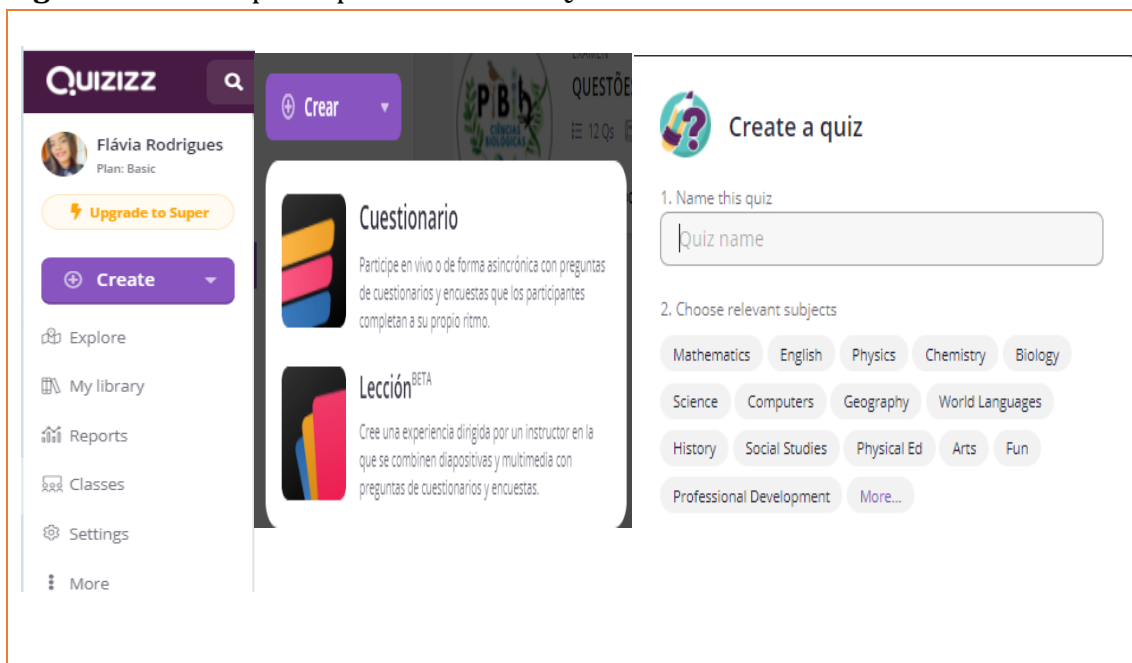 QUIZIZZ
Flávia Rodrigues
Plan: Basic
Upgrade to Super
Create
Explore
My library
Reports
Classes
Settings
More
Crear
EXAMEN
QUESTÕE
12 Qs
PBib
CIÊNCIAS
BIOLÓGICAS
Cuestionario
Participe en vivo o de forma asincrónica con preguntas
de cuestionarios y encuestas que los participantes
completan a su propio ritmo.
Lección BETA
Cree una experiencia dirigida por un instructor en la
que se combinen diapositivas y multimedia con
preguntas de cuestionarios y encuestas.
Create a quiz
1. Name this quiz
Quiz name
2. Choose relevant subjects
Mathematics English Physics Chemistry Biology
Science Computers Geography World Languages
History Social Studies Physical Ed Arts Fun
Professional Development More...